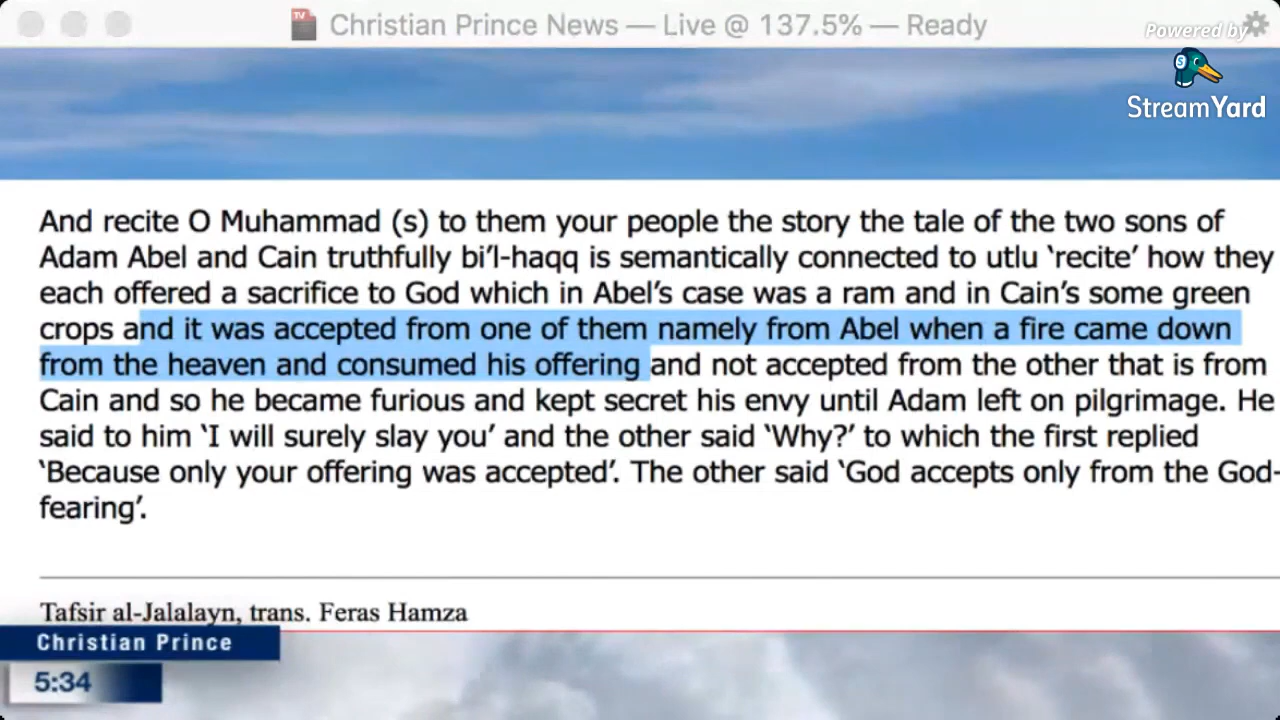 Christian Prince News — Live @ 137.5% — Ready
Powered by
StreamYard
And recite O Muhammad (s) to them your people the story the tale of the two sons of
Adam Abel and Cain truthfully bi’l-haqq is semantically connected to utlu ‘recite’ how they
each offered a sacrifice to God which in Abel’s case was a ram and in Cain’s some green
crops and it was accepted from one of them namely from Abel when a fire came down
from the heaven and consumed his offering and not accepted from the other that is from
Cain and so he became furious and kept secret his envy until Adam left on pilgrimage. He
said to him ‘I will surely slay you’ and the other said ‘Why?’ to which the first replied
‘Because only your offering was accepted’. The other said ‘God accepts only from the God-
fearing’.
Tafsir al-Jalalayn, trans. Feras Hamza
Christian Prince
5:34